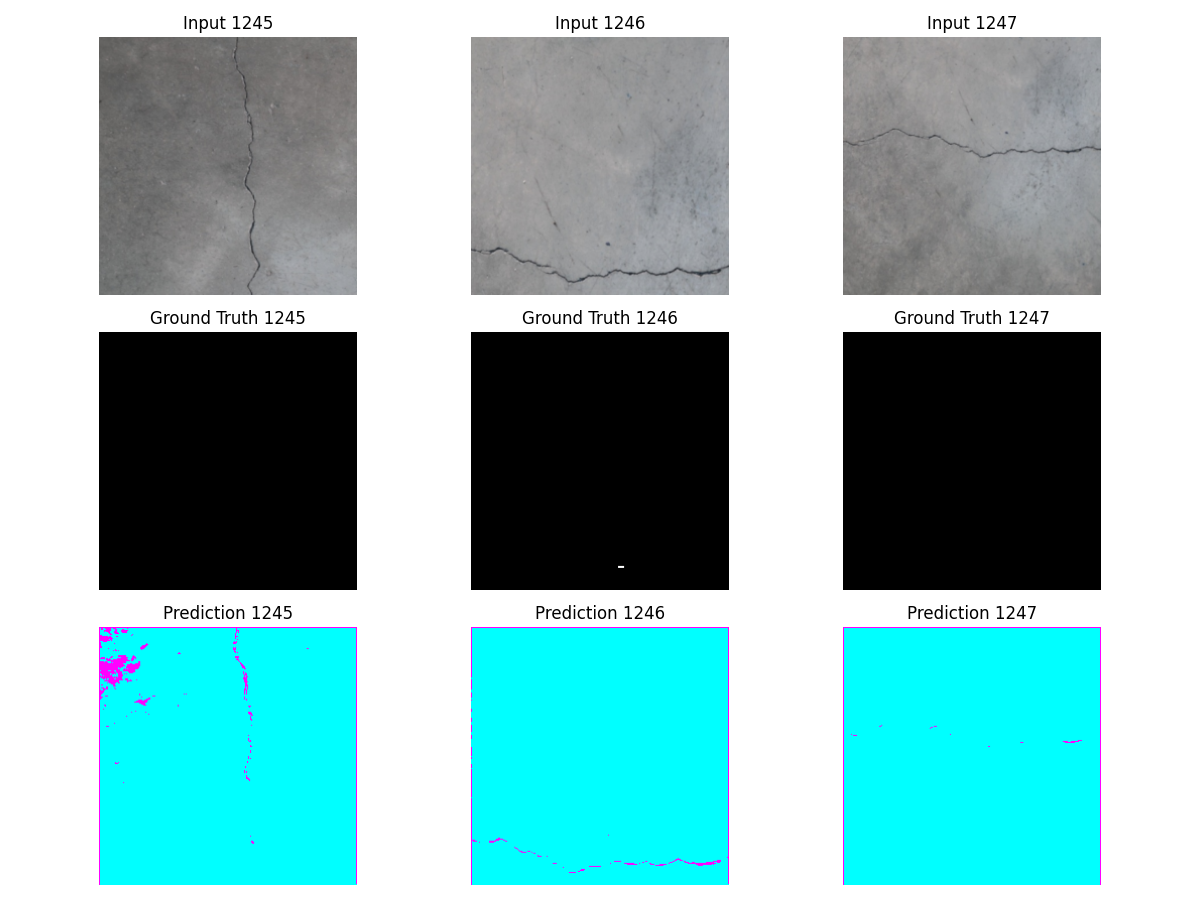 Input 1245
Input 1246
Input 1247
Ground Truth 1245
Ground Truth 1246
Ground Truth 1247
Prediction 1245
Prediction 1246
Prediction 1247